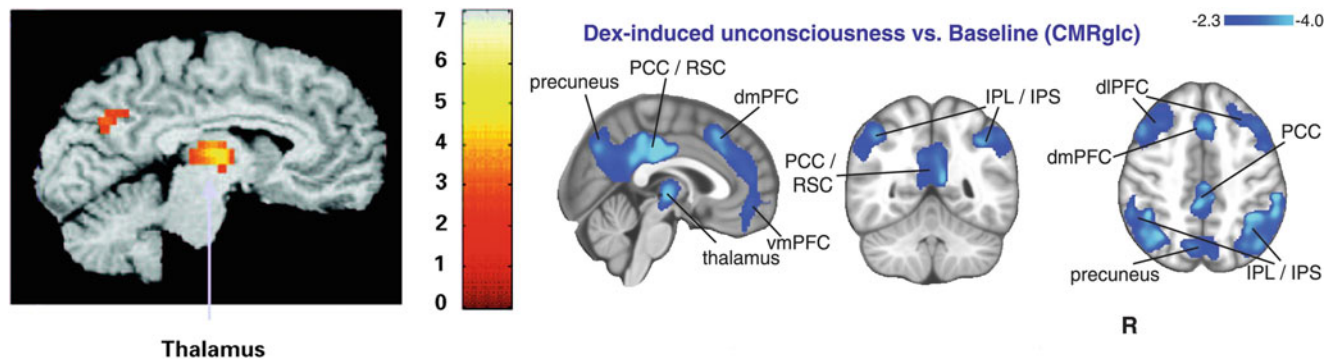 7
6
5
4
3
2
1
0
Thalamus
Dex-induced unconsciousness vs. Baseline (CMRglc)
-2.3
-4.0
precuneus
PCC / RSC
dmPFC
vmPFC
thalamus
IPL / IPS
PCC /
RSC
dlPFC
PCC
dmPFC
precuneus
IPL / IPS
R